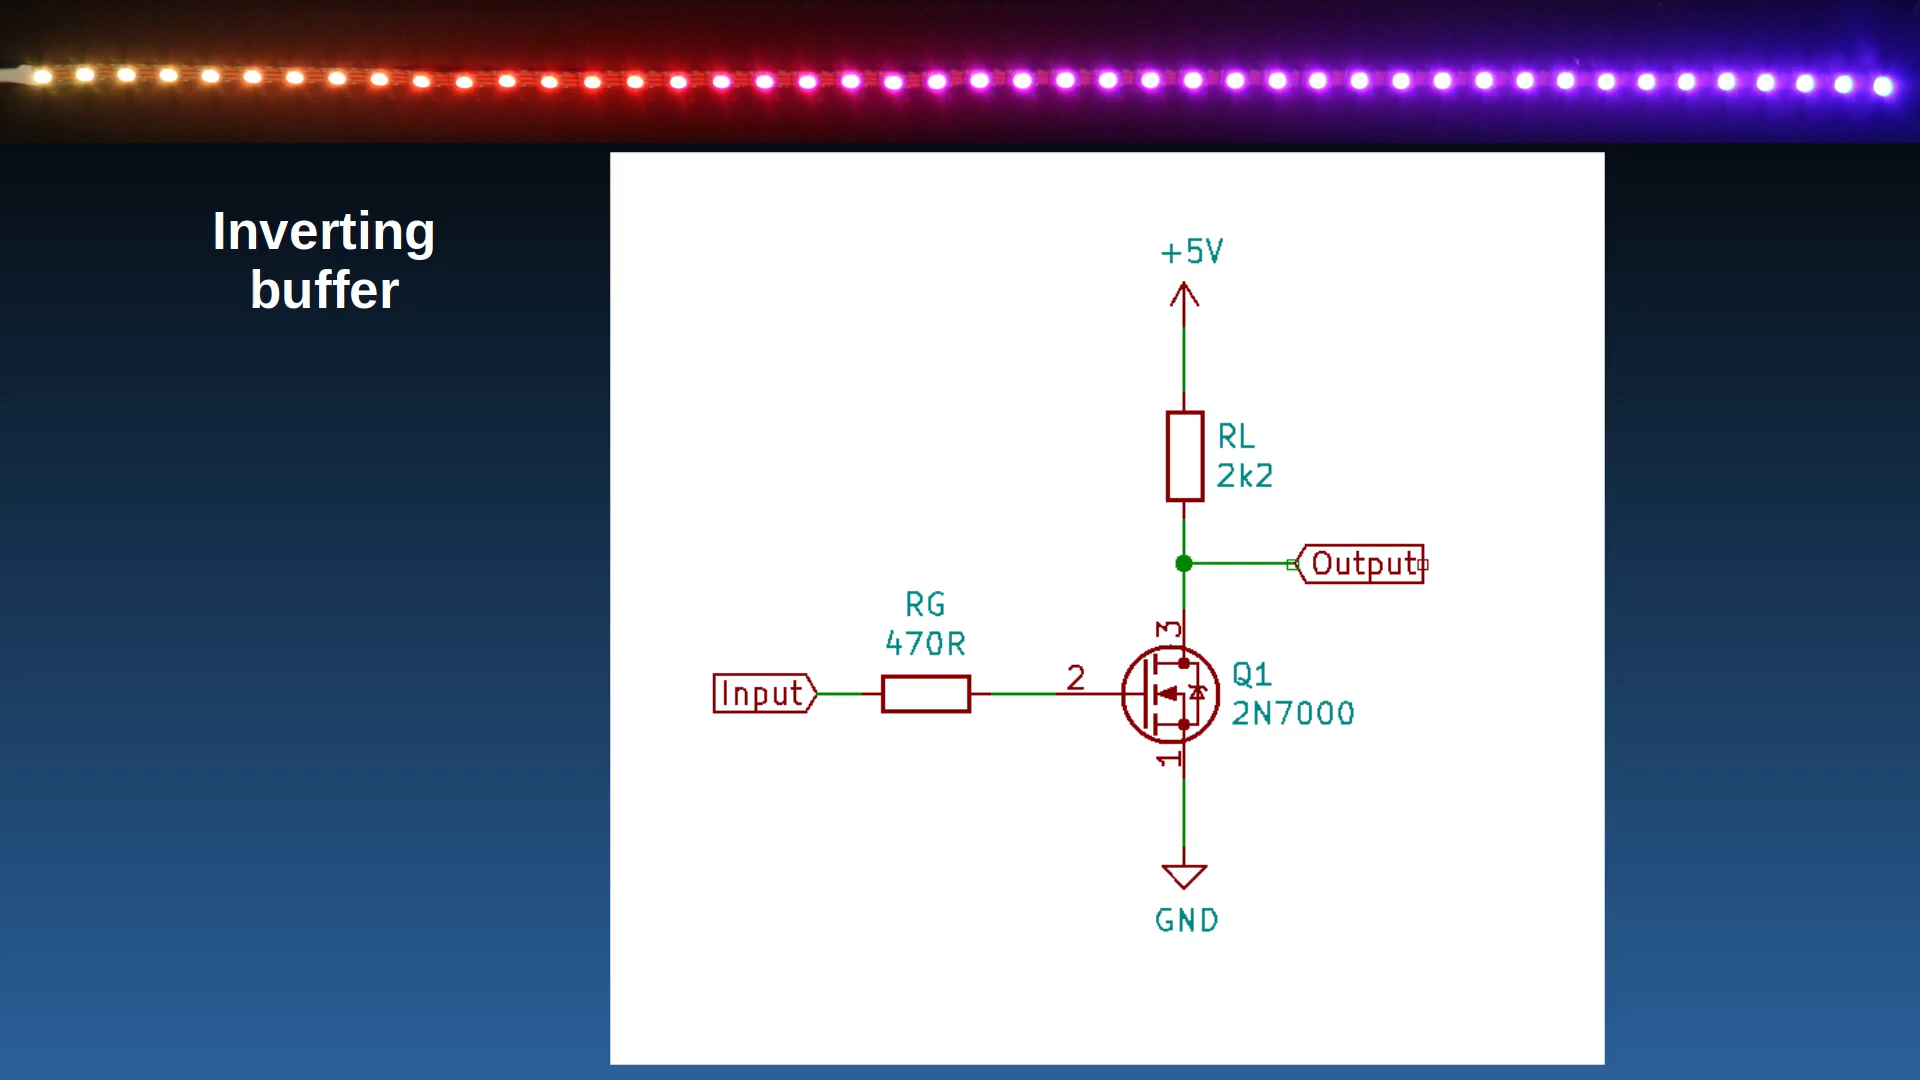 Inverting
buffer
+5V
RL
2k2
Output
RG
470R
3
Input
2
Q1
2N7000
1
GND